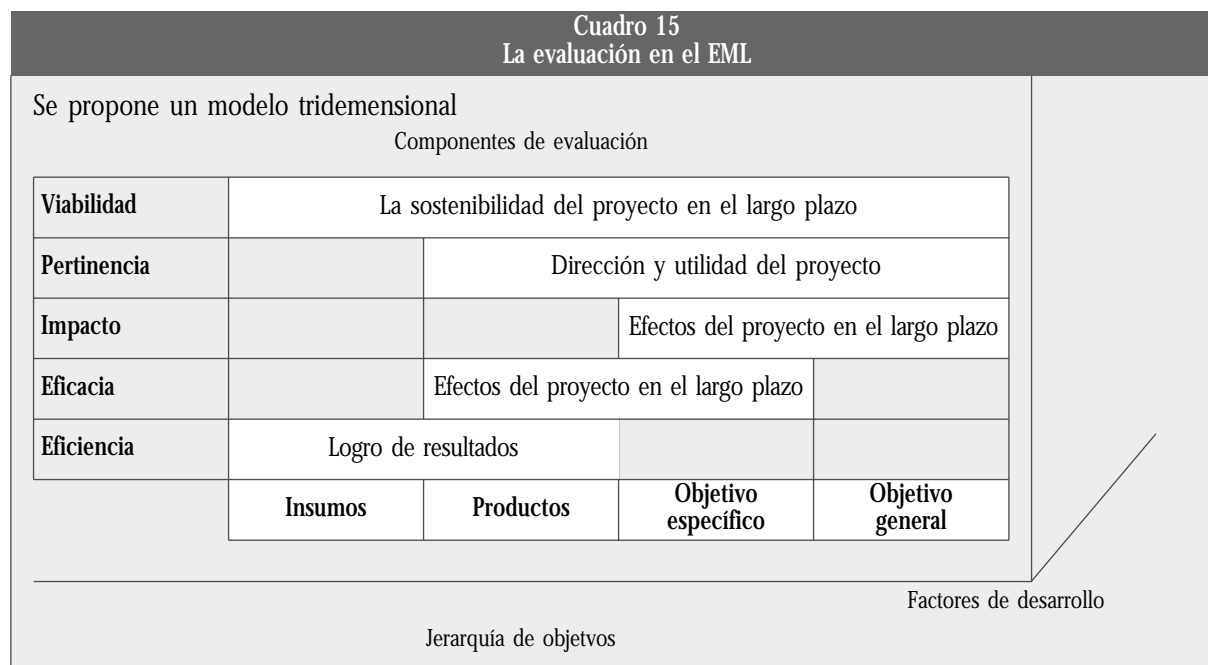 Cuadro 15
La evaluación en el EML
Se propone un modelo tridemensional
Componentes de evaluación
Viabilidad
La sostenibilidad del proyecto en el largo plazo
Pertinencia
Dirección y utilidad del proyecto
Impacto
Efectos del proyecto en el largo plazo
Eficacia
Efectos del proyecto en el largo plazo
Eficiencia
Logro de resultados
Insumos
Productos
Objetivo
específico
Objetivo
general
Factores de desarrollo
Jerarquía de objetvos